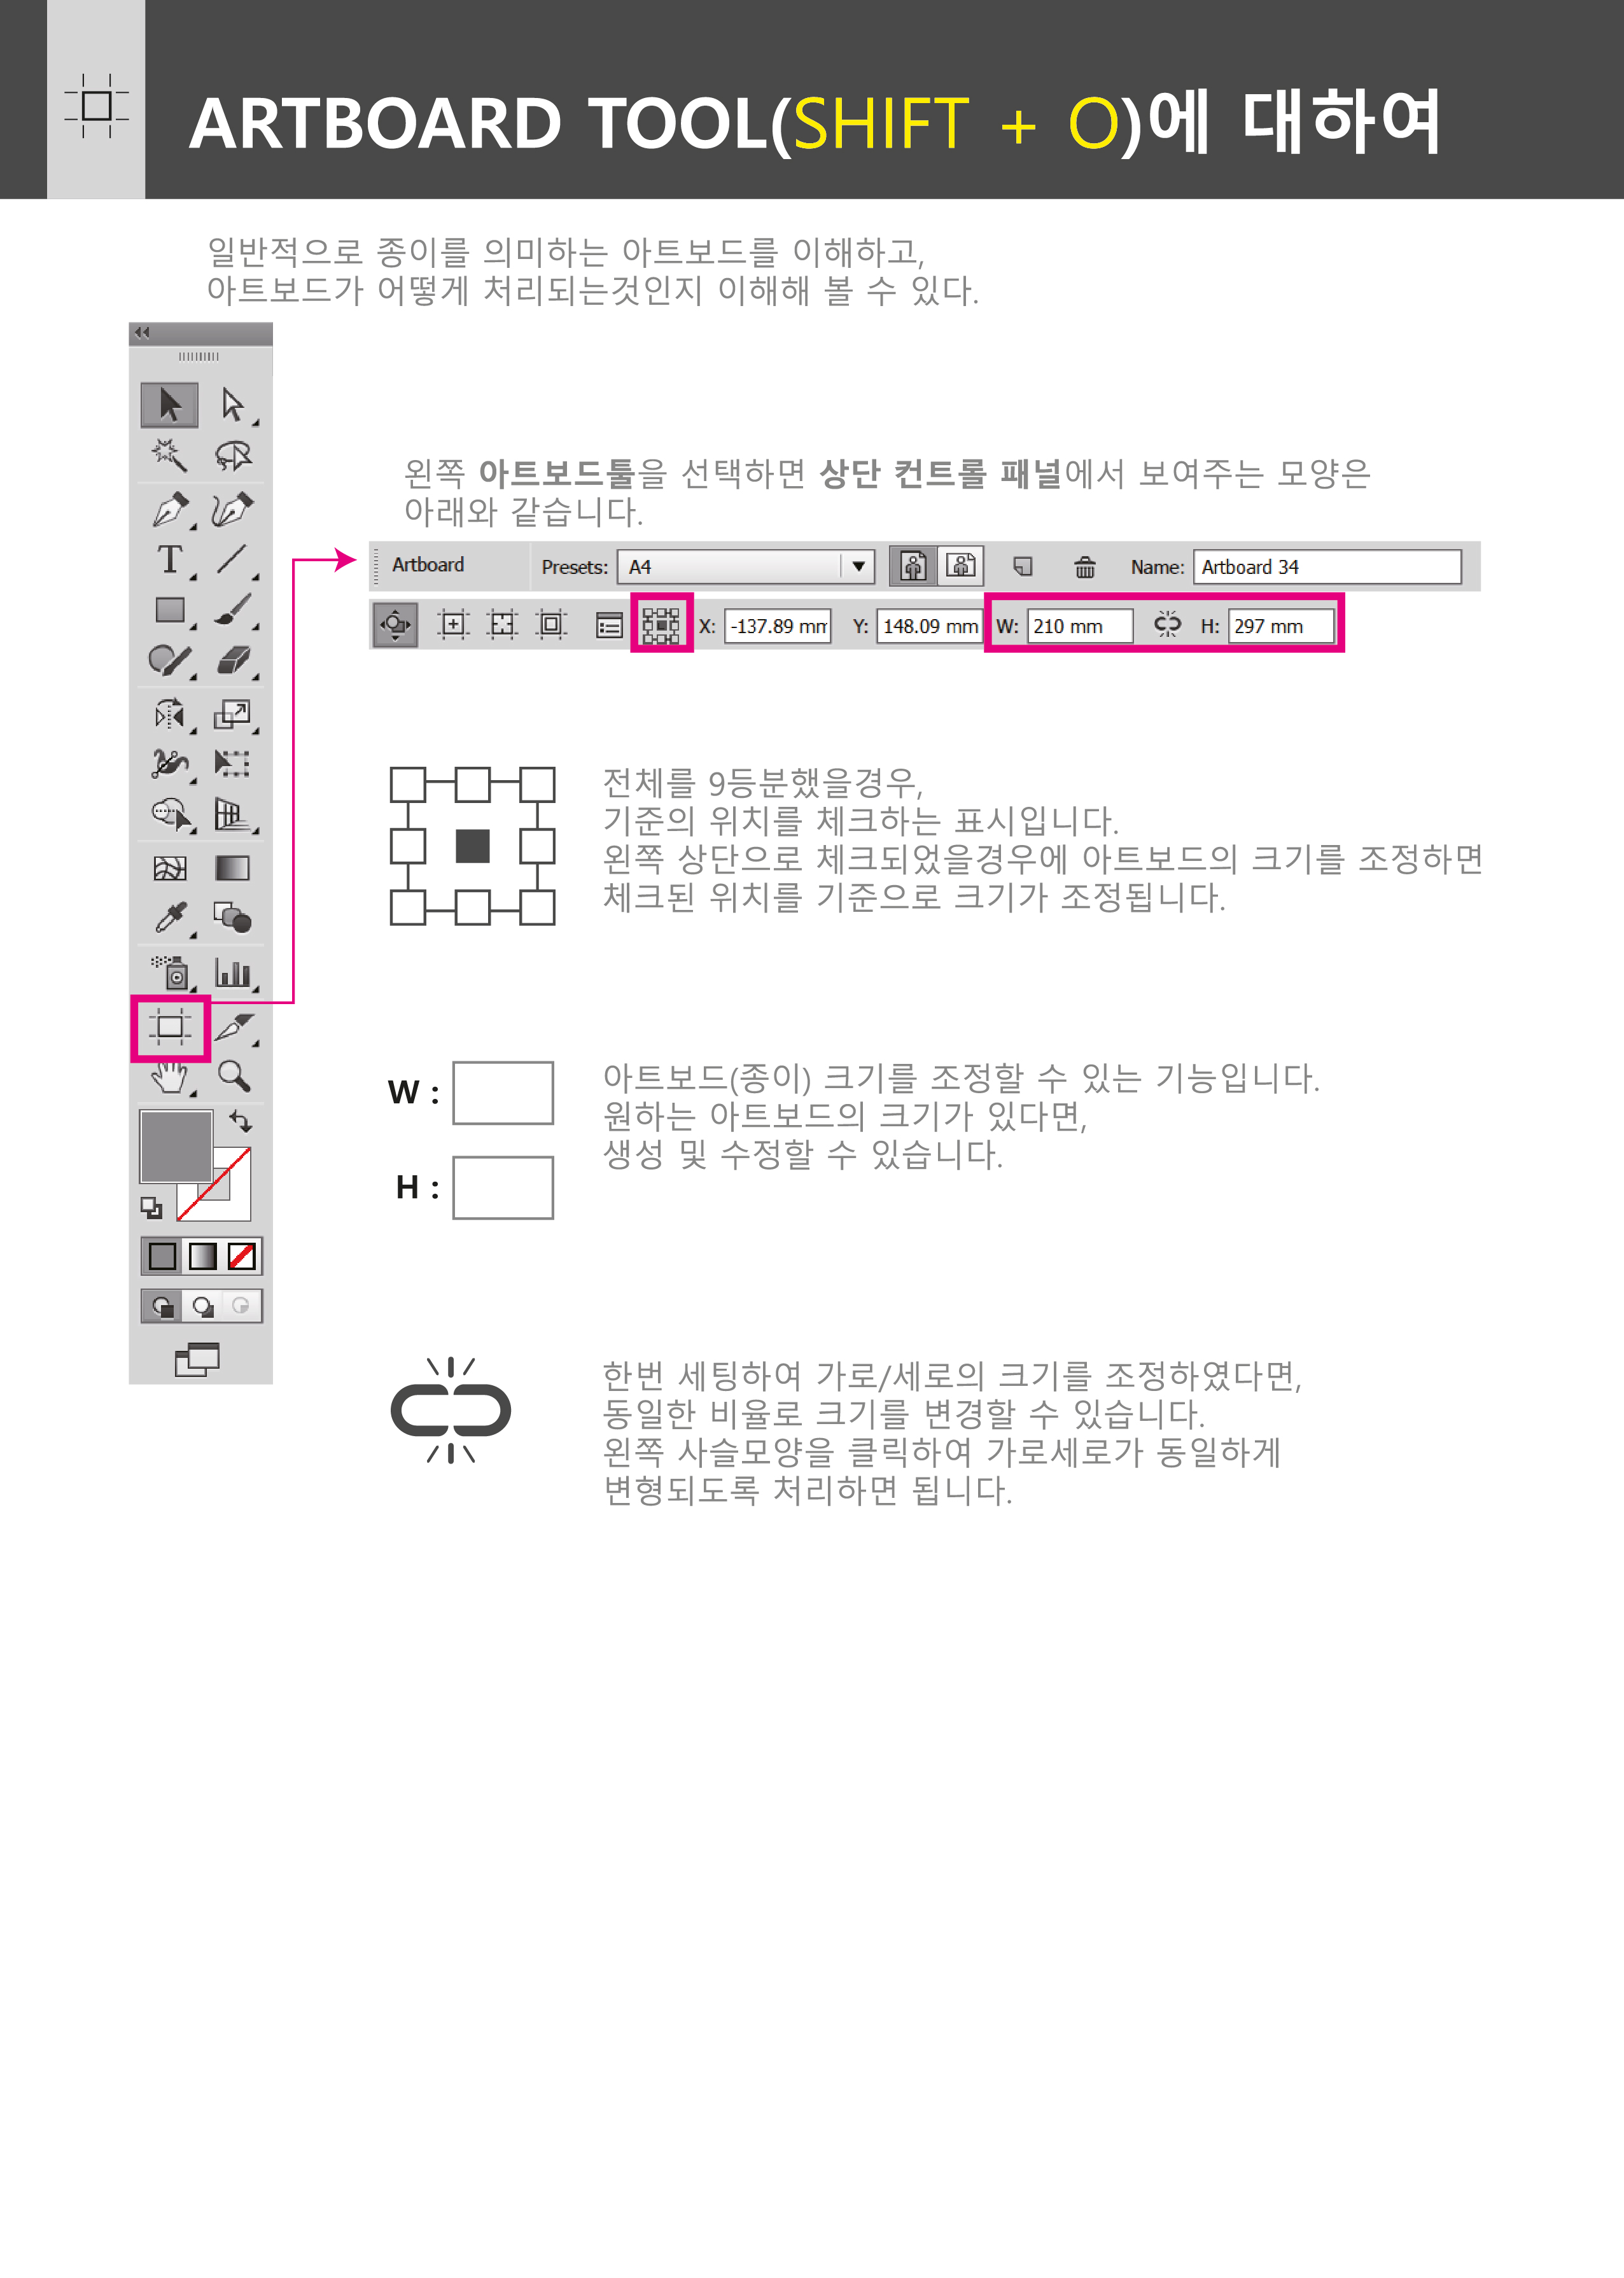 ARTBOARD TOOL(SHIFT + O)에 대하여
일반적으로 종이를 의미하는 아트보드를 이해하고,
아트보드가 어떻게 처리되는것인지 이해해 볼 수 있다.
왼쪽 아트보드툴을 선택하면 상단 컨트롤 패널에서 보여주는 모양은
아래와 같습니다.
Artboard Presets: A4 Name: Artboard 34
X: -137.89 mm Y: 148.09 mm W: 210 mm H: 297 mm
전체를 9등분했을경우,
기준의 위치를 체크하는 표시입니다.
왼쪽 상단으로 체크되었을경우에 아트보드의 크기를 조정하면
체크된 위치를 기준으로 크기가 조정됩니다.
W :
H :
아트보드(종이) 크기를 조정할 수 있는 기능입니다.
원하는 아트보드의 크기가 있다면,
생성 및 수정할 수 있습니다.
한번 세팅하여 가로/세로의 크기를 조정하였다면,
동일한 비율로 크기를 변경할 수 있습니다.
왼쪽 사슬모양을 클릭하여 가로세로가 동일하게
변형되도록 처리하면 됩니다.